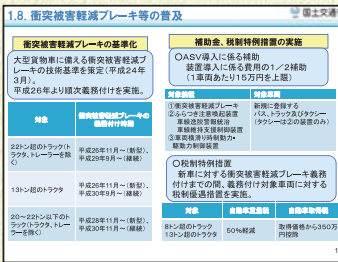 1.8. 衝突被害軽減ブレーキ等の普及
国土交通
衝突被害軽減ブレーキの基準化
大型貨物車に備える衝突被害軽減ブ
レーキの技術基準を策定(平成24年
3月)。
平成26年より順次義務付けを実施。
対象
衝突被害軽減ブレーキの
義務付け時期
22トン超のトラック(ト
ラクタ、トレーラーを除
く)
平成26年11月~(新型)、
平成29年9月~(継続)
13トン超のトラクタ
平成26年11月~(新型)、
平成30年9月~(継続)
20~22トン以下のト
ラック(トラクタ、トレー
ラーを除く)
平成28年11月~(新型)、
平成30年11月~(継続)
補助金、税制特例措置の実施
○ASV導入に係る補助
装置導入に係る費用の1/2補助
(1車両あたり15万円を上限)
対象装置
対象車両
①衝突被害軽減ブレーキ
②ふらつき注意喚起装置
車線逸脱警報装置
車線維持支援制御装置
③車両横滑り時制動力・
駆動力制御装置
新規に登録する
バス、トラック及びタクシー
(タクシーは②の装置のみ)
○税制特例措置
新車に対する衝突被害軽減ブレーキ義務
付けまでの間、義務付け対象車両に対する
税制優遇措置を実施。
対象
自動車重量税
自動車取得税
8トン超のトラック
13トン超のトラクタ
50%軽減
取得価格から350万
円控除
1